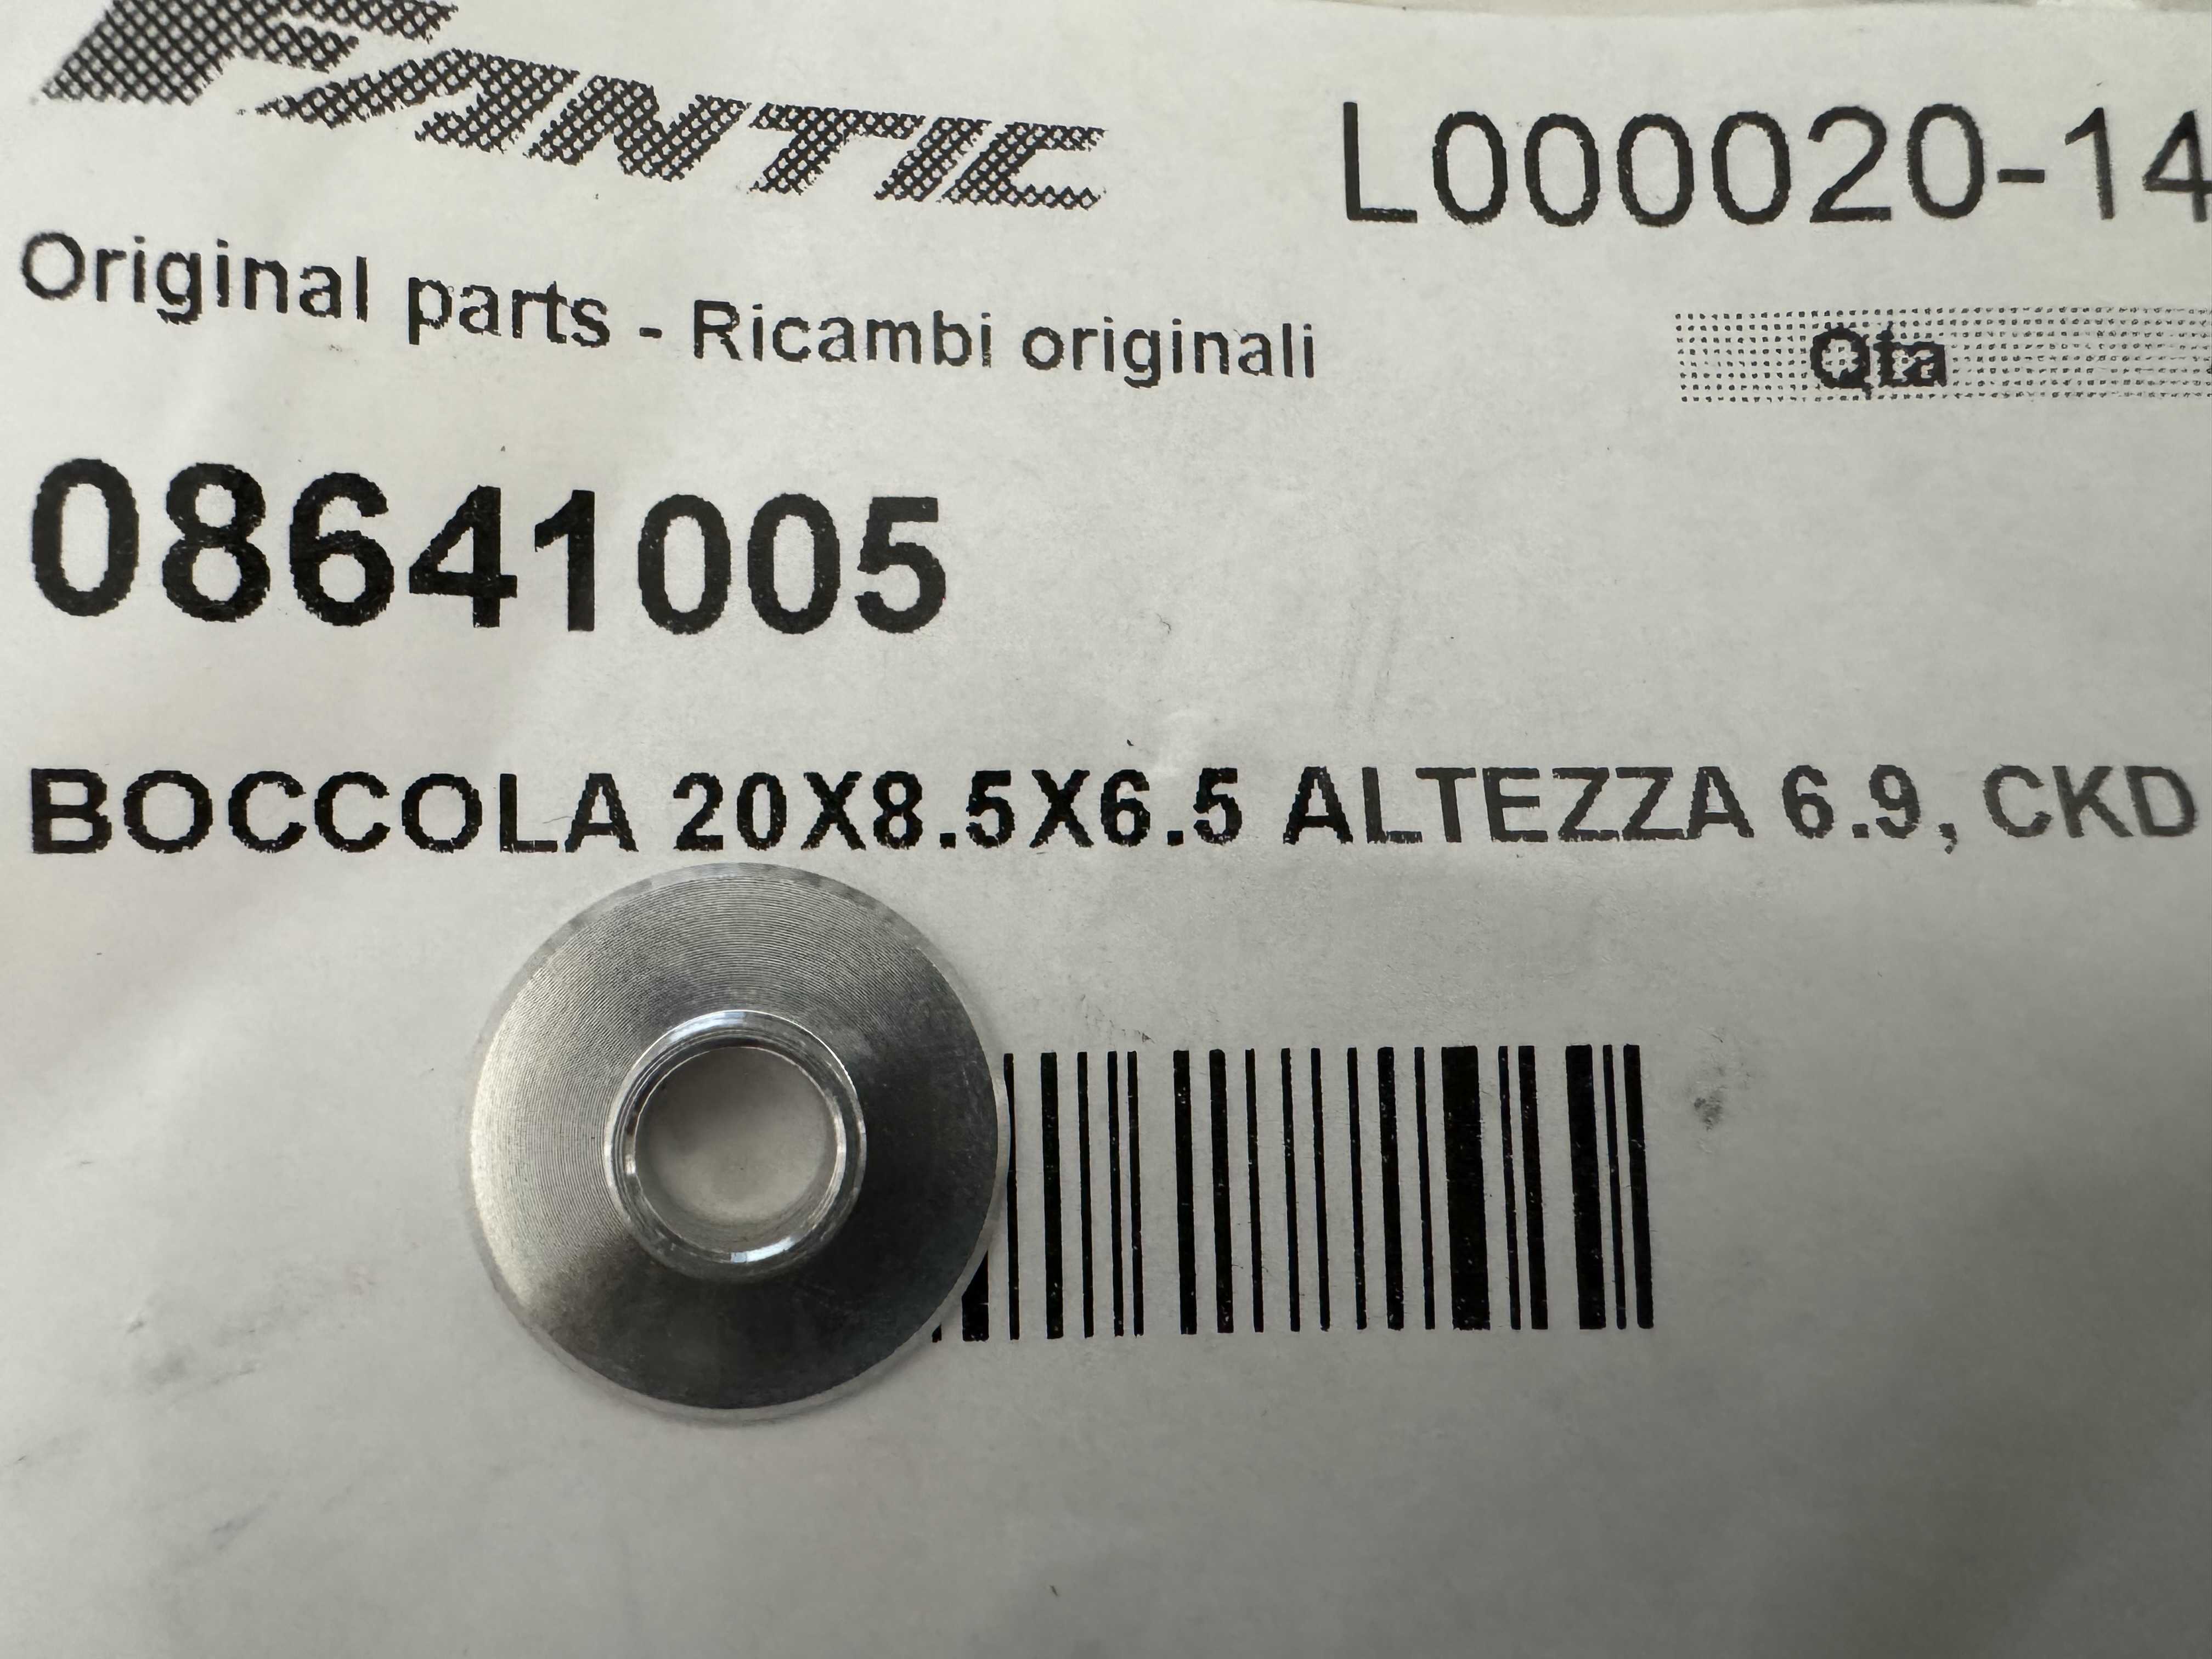 FANTIC
L000020-14
Original parts - Ricambi originali
Qta
08641005
BOCCOLA 20X8.5X6.5 ALTEZZA 6.9, CKD